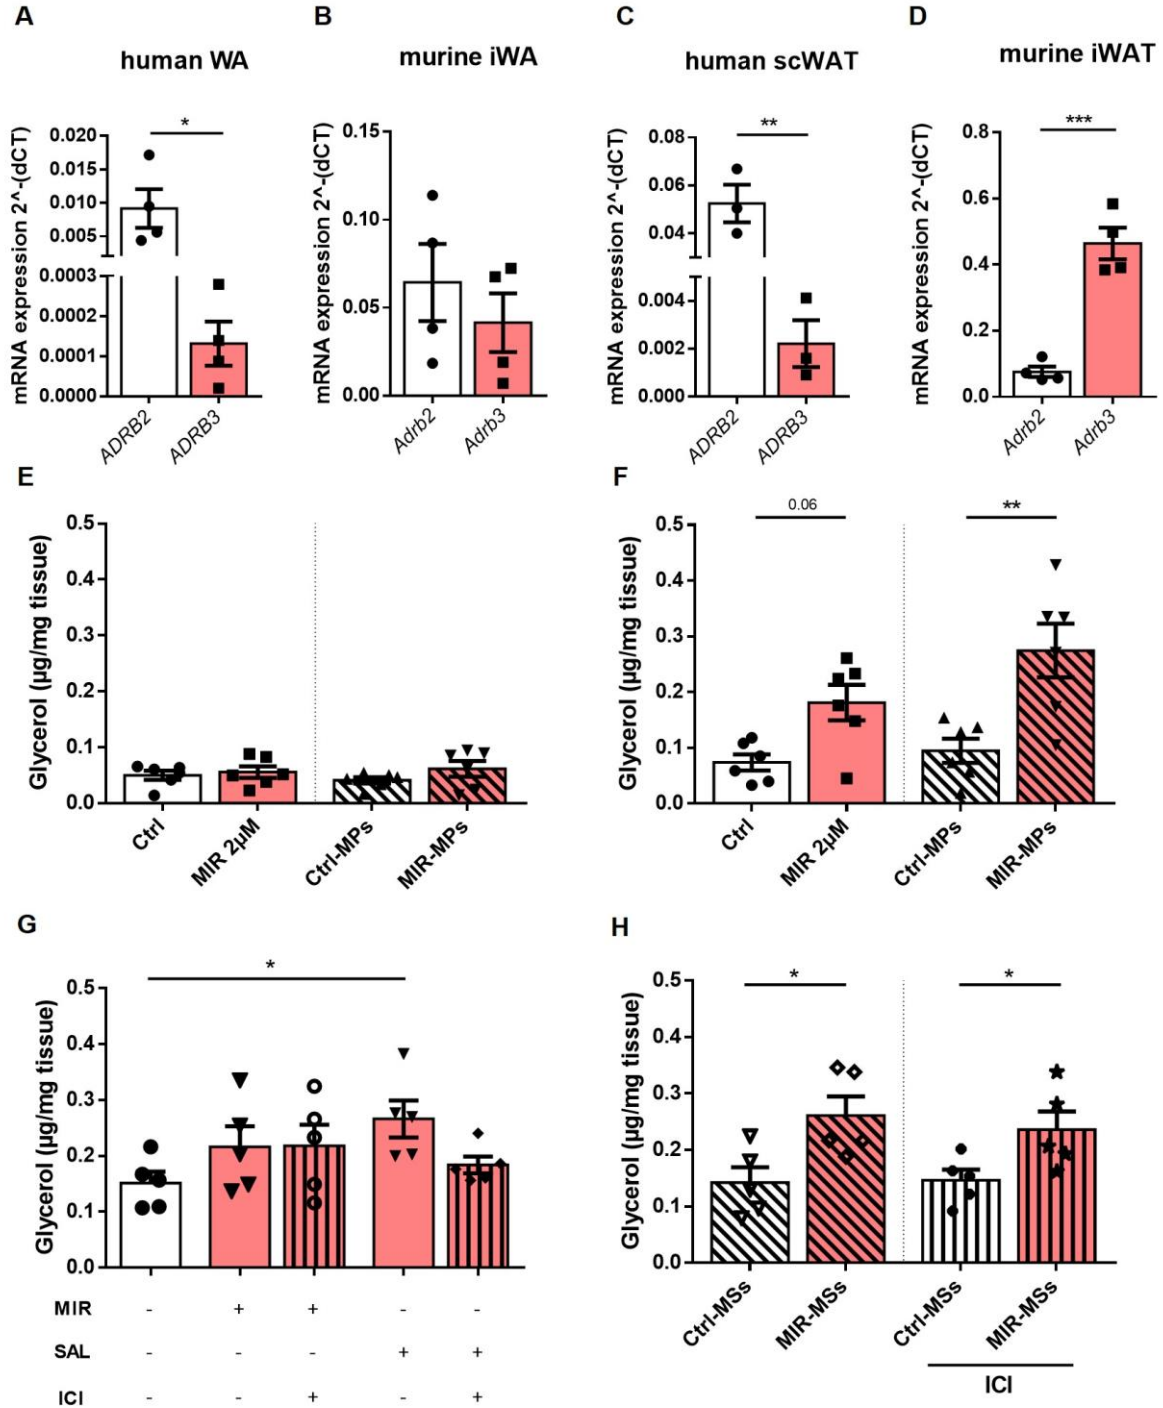 A
B
C
D
human WA
murine iWA
human scWAT
murine iWAT
mRNA expression 2^-(dCT)
0.020
0.015
0.010
0.005
0.0003
0.0002
0.0001
0.0000
*
ADRB2
ADRB3
mRNA expression 2^-(dCT)
0.15
0.10
0.05
0.00
Adrb2
Adrb3
mRNA expression 2^-(dCT)
0.08
0.06
0.04
0.004
0.002
0.000
**
ADRB2
ADRB3
mRNA expression 2^-(dCT)
0.8
0.6
0.4
0.2
0.0
***
Adrb2
Adrb3
E
Glycerol (µg/mg tissue)
0.5
0.4
0.3
0.2
0.1
0.0
Ctrl
MIR 2µM
Ctrl-MPs
MIR-MPs
F
Glycerol (µg/mg tissue)
0.5
0.4
0.3
0.2
0.1
0.0
0.06
**
Ctrl
MIR 2µM
Ctrl-MPs
MIR-MPs
G
Glycerol (µg/mg tissue)
0.5
0.4
0.3
0.2
0.1
0.0
*
MIR - + + - -
SAL - - - + +
ICI - - + - +
H
Glycerol (µg/mg tissue)
0.5
0.4
0.3
0.2
0.1
0.0
*
*
Ctrl-MSs
MIR-MSs
Ctrl-MSs
MIR-MSs
ICI